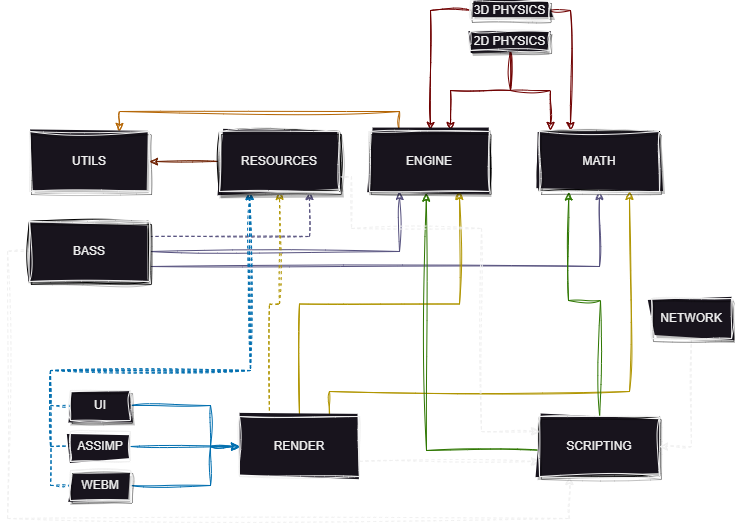 3D PHYSICS
2D PHYSICS
UTILS
RESOURCES
ENGINE
MATH
BASS
NETWORK
UI
ASSIMP
WEBM
RENDER
SCRIPTING